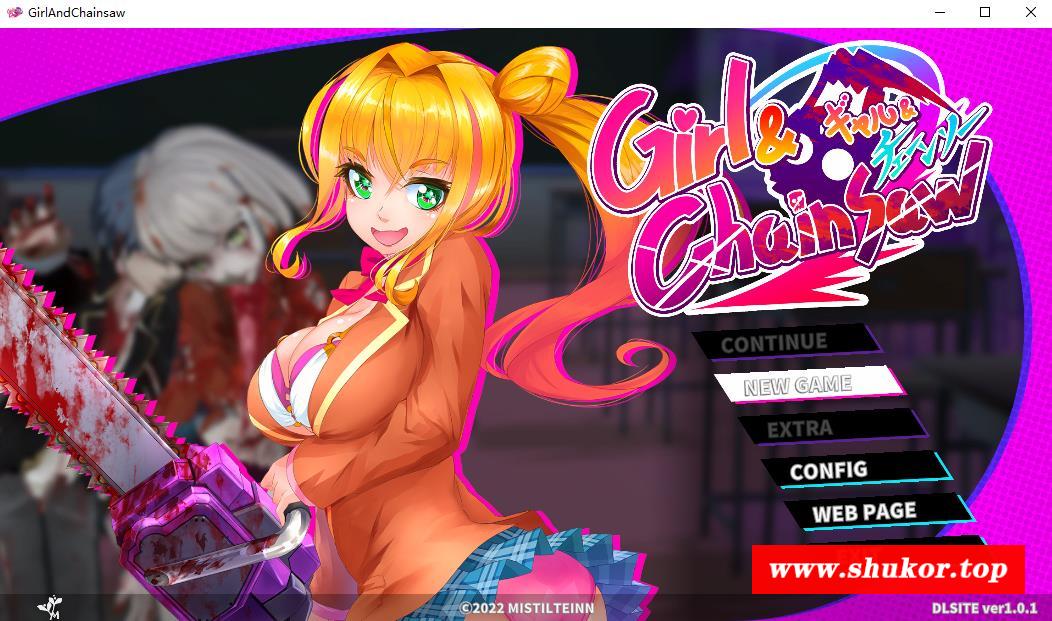 GirlAndChainsaw
Girl &
ギャル&
チェーンソー
ChainSaw
CONTINUE
NEW GAME
EXTRA
CONFIG
WEB PAGE
www.shukor.top
M
©2022 MISTILTEINN
DLSITE ver1.0.1